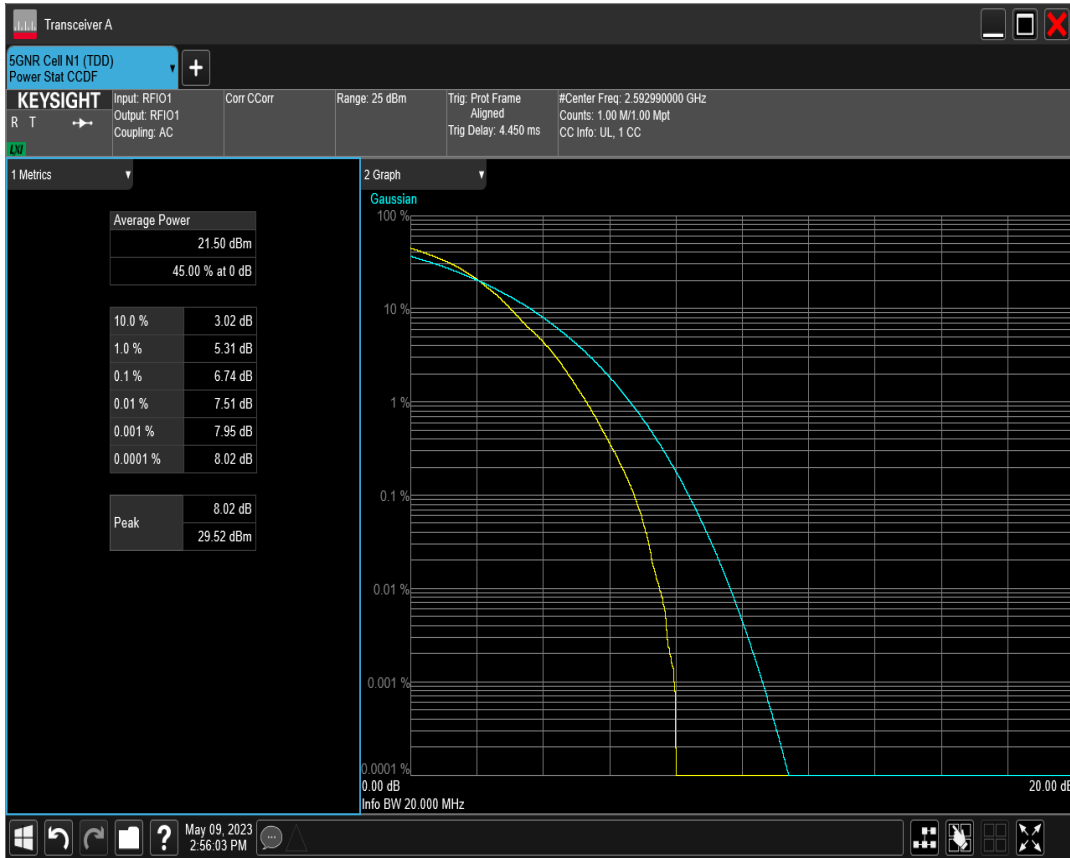 Transceiver A
5GNR Cell N1 (TDD)
Power Stat CCDF
KEYSIGHT
R T
LXI
Input: RFIO1
Output: RFIO1
Coupling: AC
Corr CCorr
Range: 25 dBm
Trig: Prot Frame
Aligned
Trig Delay: 4.450 ms
#Center Freq: 2.592990000 GHz
Counts: 1.00 M/1.00 Mpt
CC Info: UL, 1 CC
1 Metrics
Average Power
21.50 dBm
45.00 % at 0 dB
10.0 % 3.02 dB
1.0 % 5.31 dB
0.1 % 6.74 dB
0.01 % 7.51 dB
0.001 % 7.95 dB
0.0001 % 8.02 dB
Peak
8.02 dB
29.52 dBm
2 Graph
Gaussian
100 %
10 %
1 %
0.1 %
0.01 %
0.001 %
0.0001 %
0.00 dB
20.00 dB
Info BW 20.000 MHz
?
May 09, 2023
2:56:03 PM